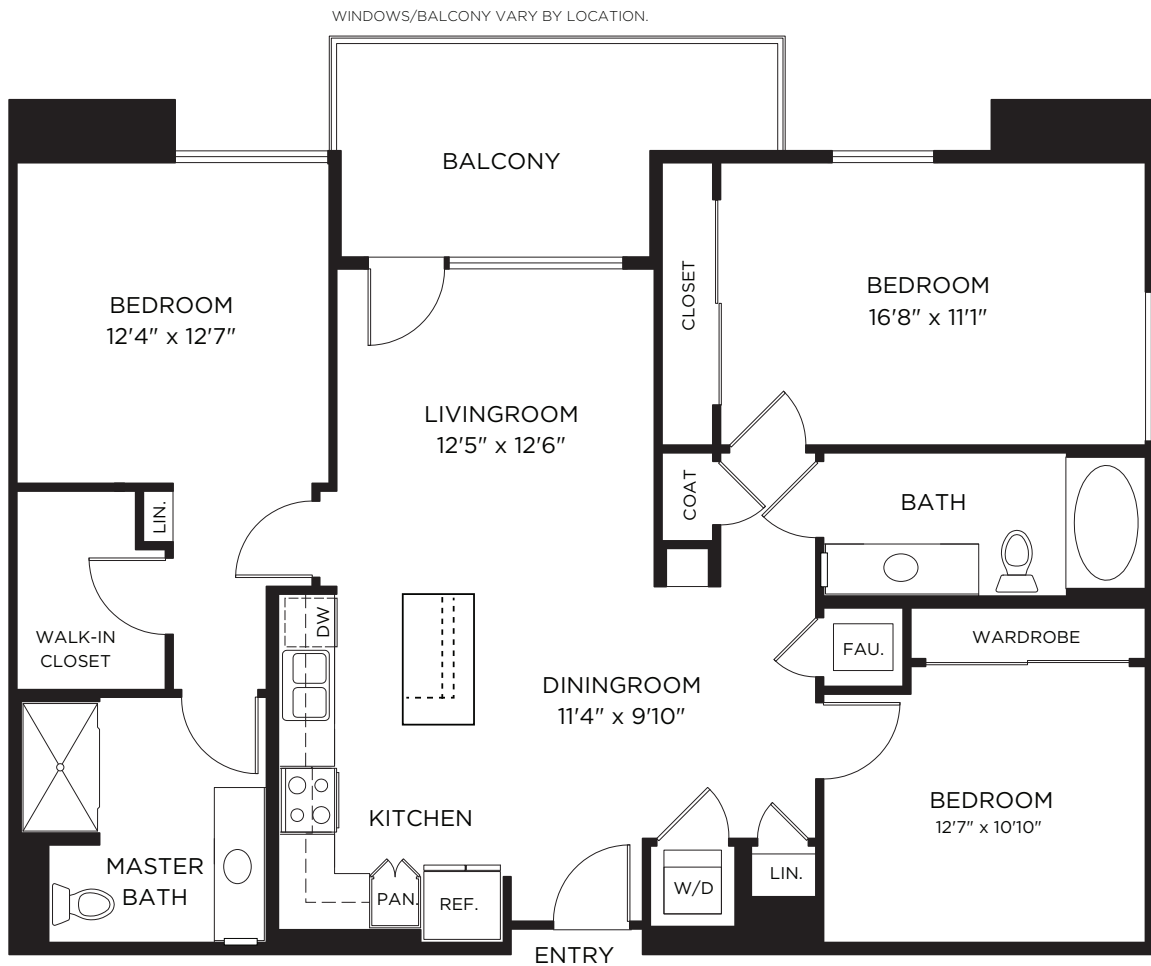 WINDOWS/BALCONY VARY BY LOCATION.
BALCONY
BEDROOM
12'4" x 12'7"
CLOSET
BEDROOM
16'8" x 11'1"
LIVINGROOM
12'5" x 12'6"
LIN.
COAT
BATH
WALK-IN
CLOSET
DW
FAU.
WARDROBE
DININGROOM
11'4" x 9'10"
KITCHEN
BEDROOM
12'7" x 10'10"
MASTER
BATH
PAN.
REF.
W/D
LIN.
ENTRY